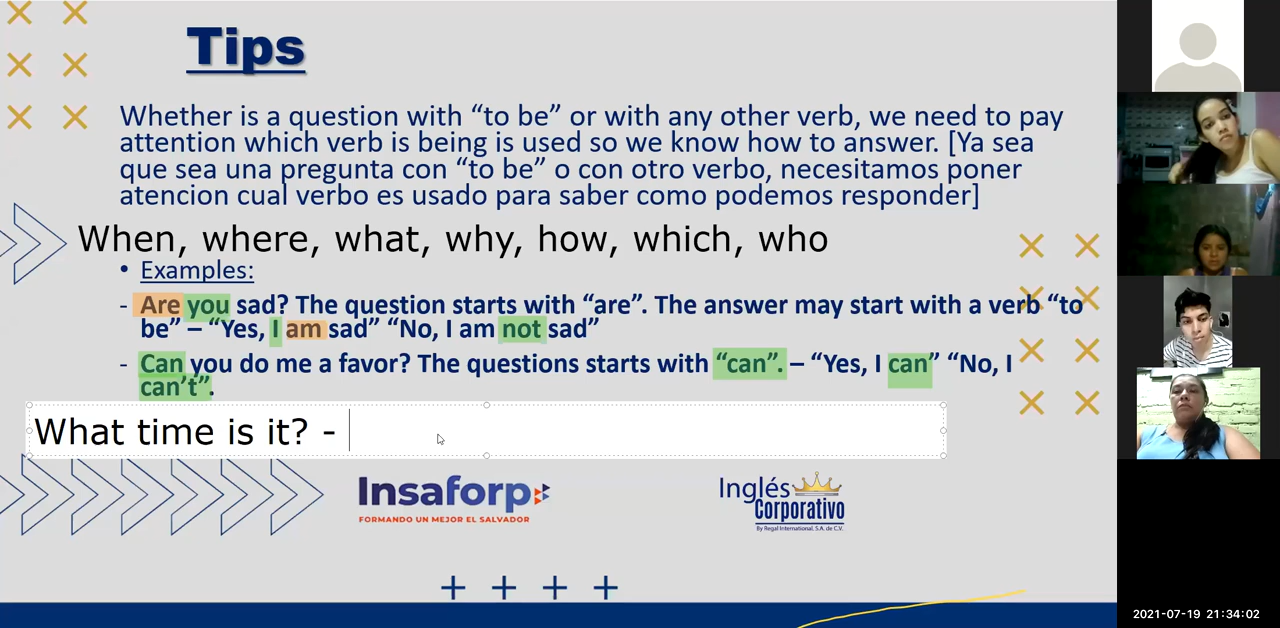 Tips
Whether is a question with “to be” or with any other verb, we need to pay
attention which verb is being is used so we know how to answer. [Ya sea
que sea una pregunta con “to be” o con otro verbo, necesitamos poner
atencion cual verbo es usado para saber como podemos responder]
When, where, what, why, how, which, who
• Examples:
- Are you sad? The question starts with “are”. The answer may start with a verb “to
be” – “Yes, I am sad” “No, I am not sad”
- Can you do me a favor? The questions starts with “can”. – “Yes, I can” “No, I
can’t”.
What time is it? -
Insaforp
FORMANDO UN MEJOR EL SALVADOR
Inglés
Corporativo
By Regal International, S.A. de C.V.
2021-07-19 21:34:02